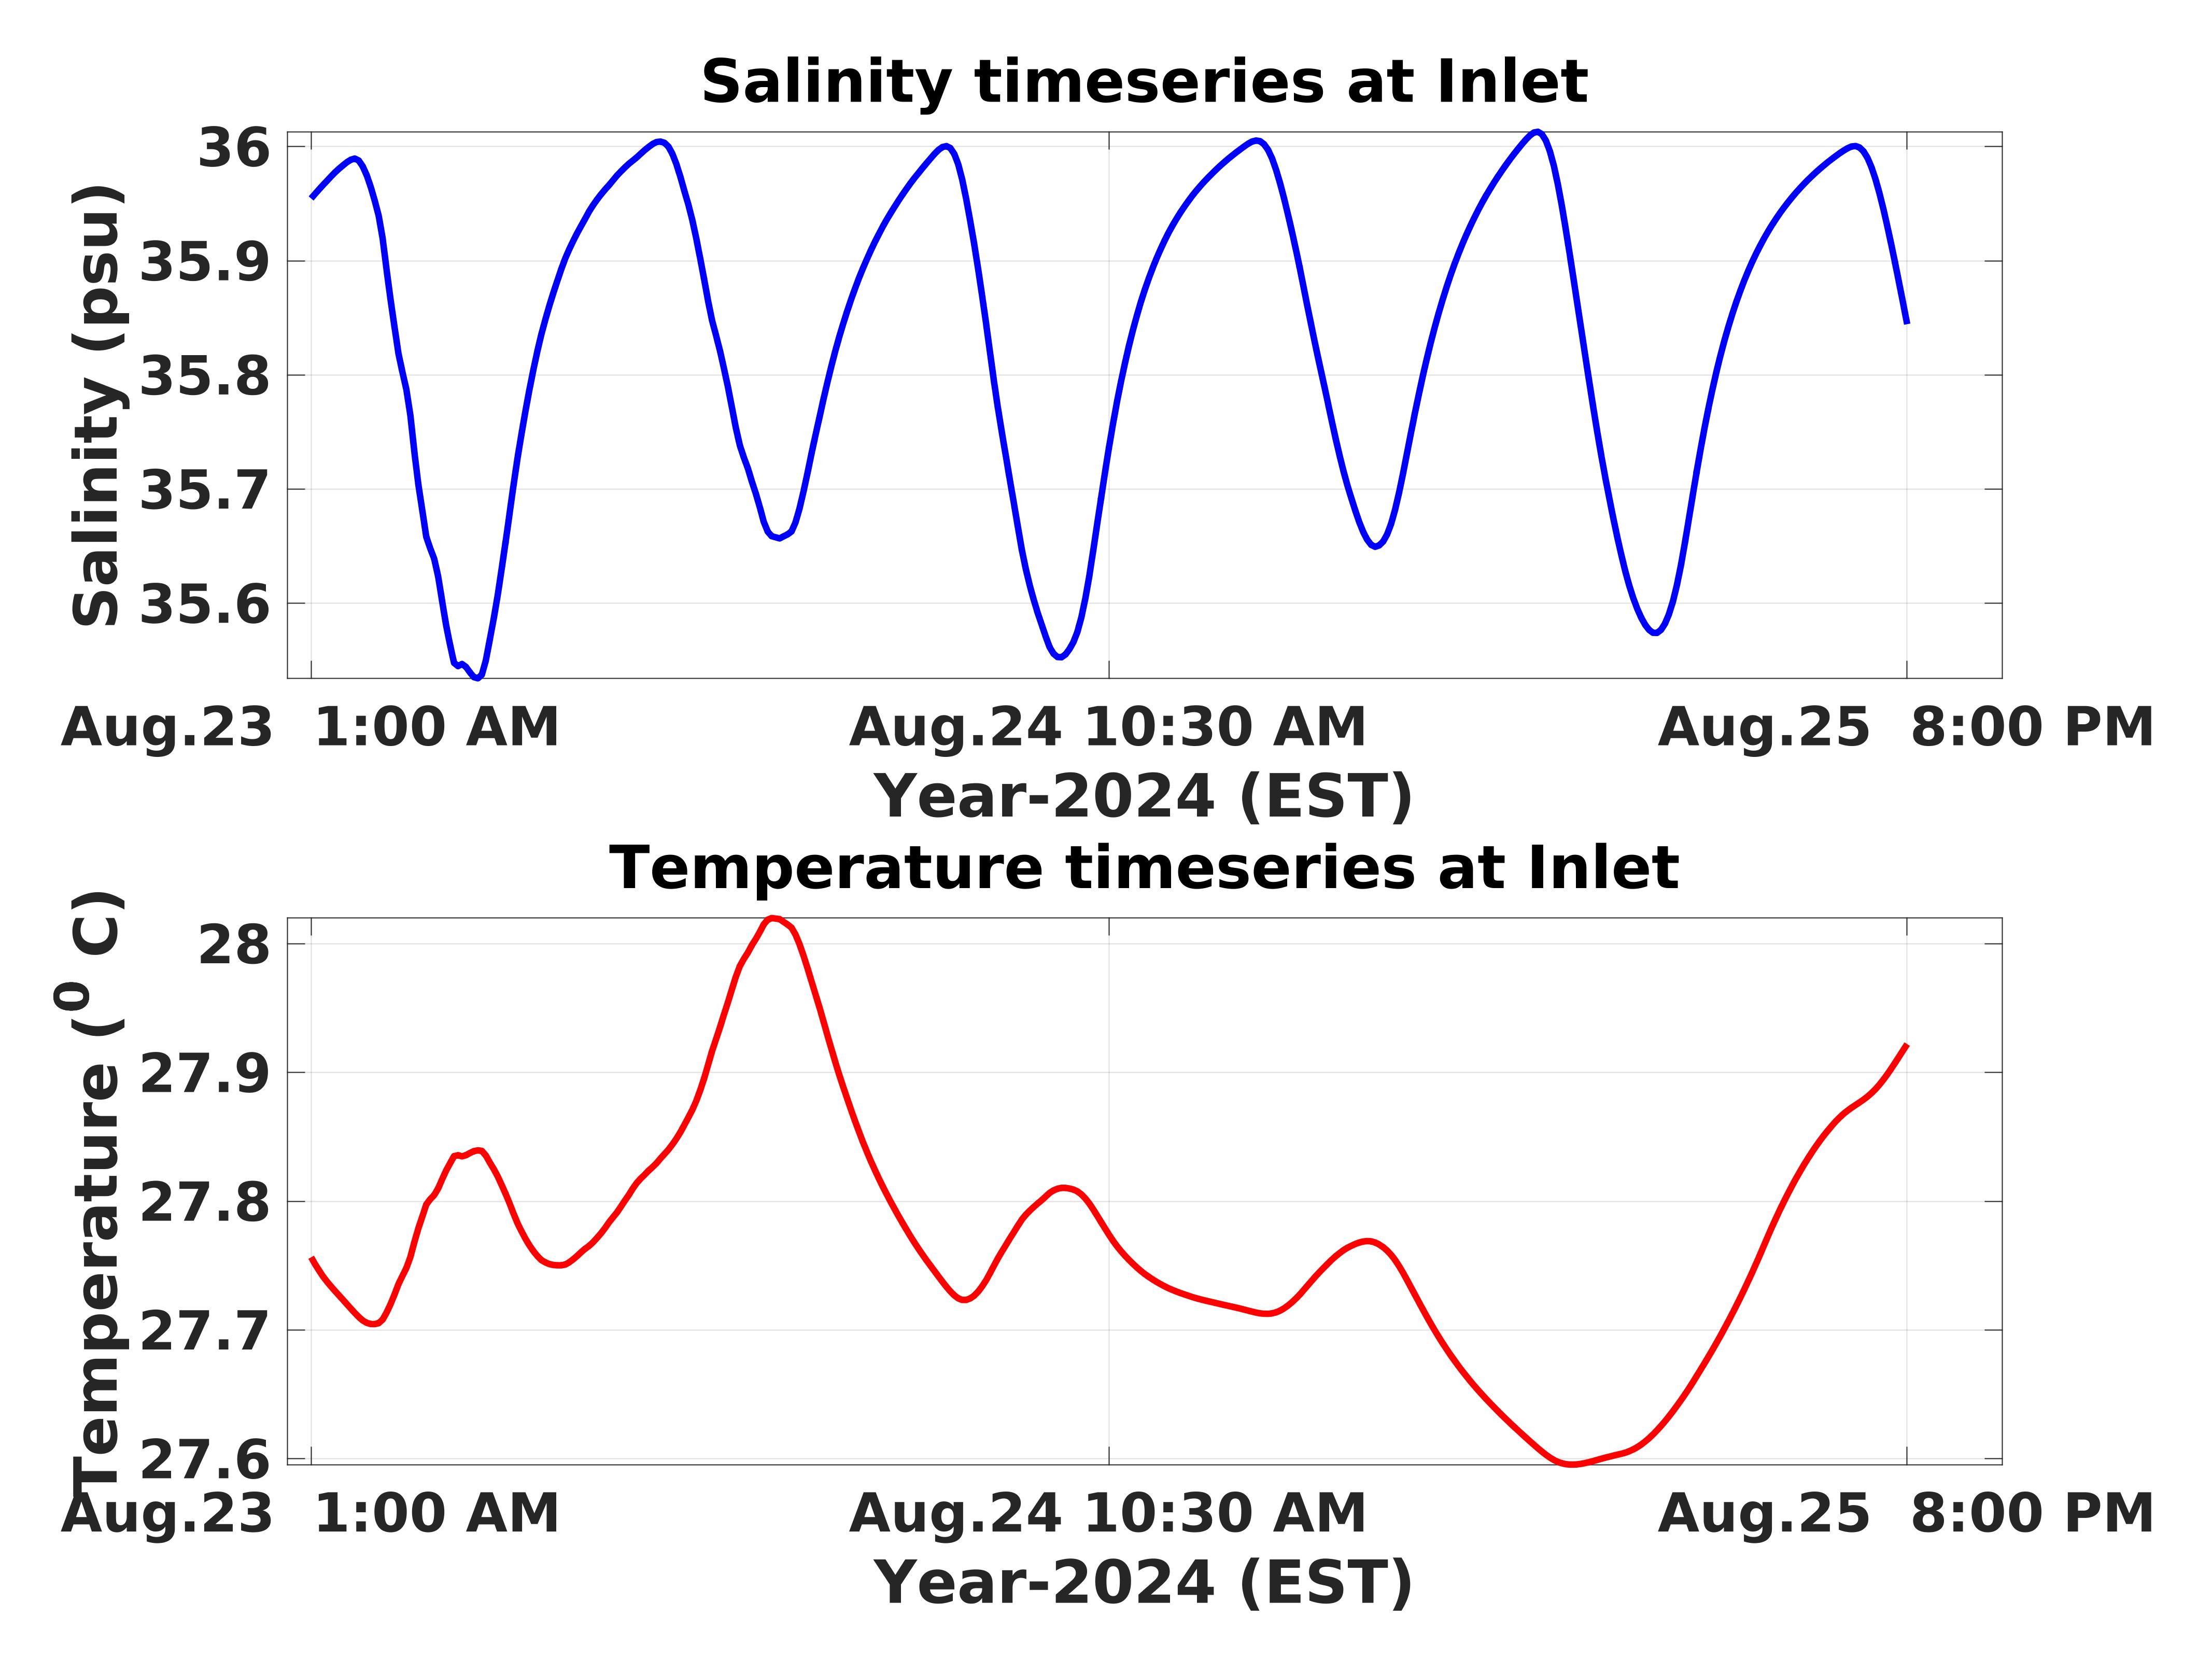 Salinity timeseries at Inlet
Salinity (psu)
36
35.9
35.8
35.7
35.6
Aug.23  1:00 AM
Aug.24 10:30 AM
Aug.25  8:00 PM
Year-2024 (EST)
Temperature timeseries at Inlet
Temperature (⁰ C)
28
27.9
27.8
27.7
27.6
Aug.23  1:00 AM
Aug.24 10:30 AM
Aug.25  8:00 PM
Year-2024 (EST)